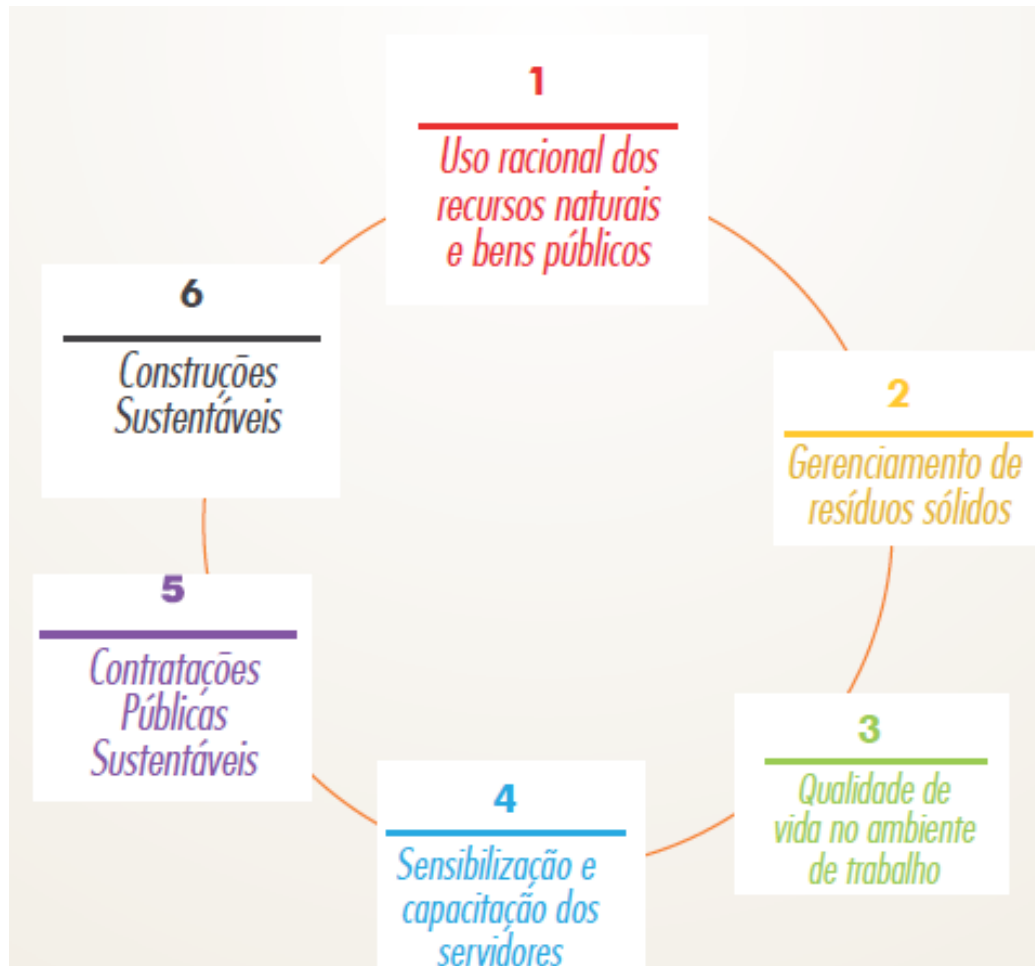 1
Uso racional dos
recursos naturais
e bens públicos
2
Gerenciamento de
resíduos sólidos
3
Qualidade de
vida no ambiente
de trabalho
4
Sensibilização e
capacitação dos
servidores
5
Contratações
Públicas
Sustentáveis
6
Construções
Sustentáveis